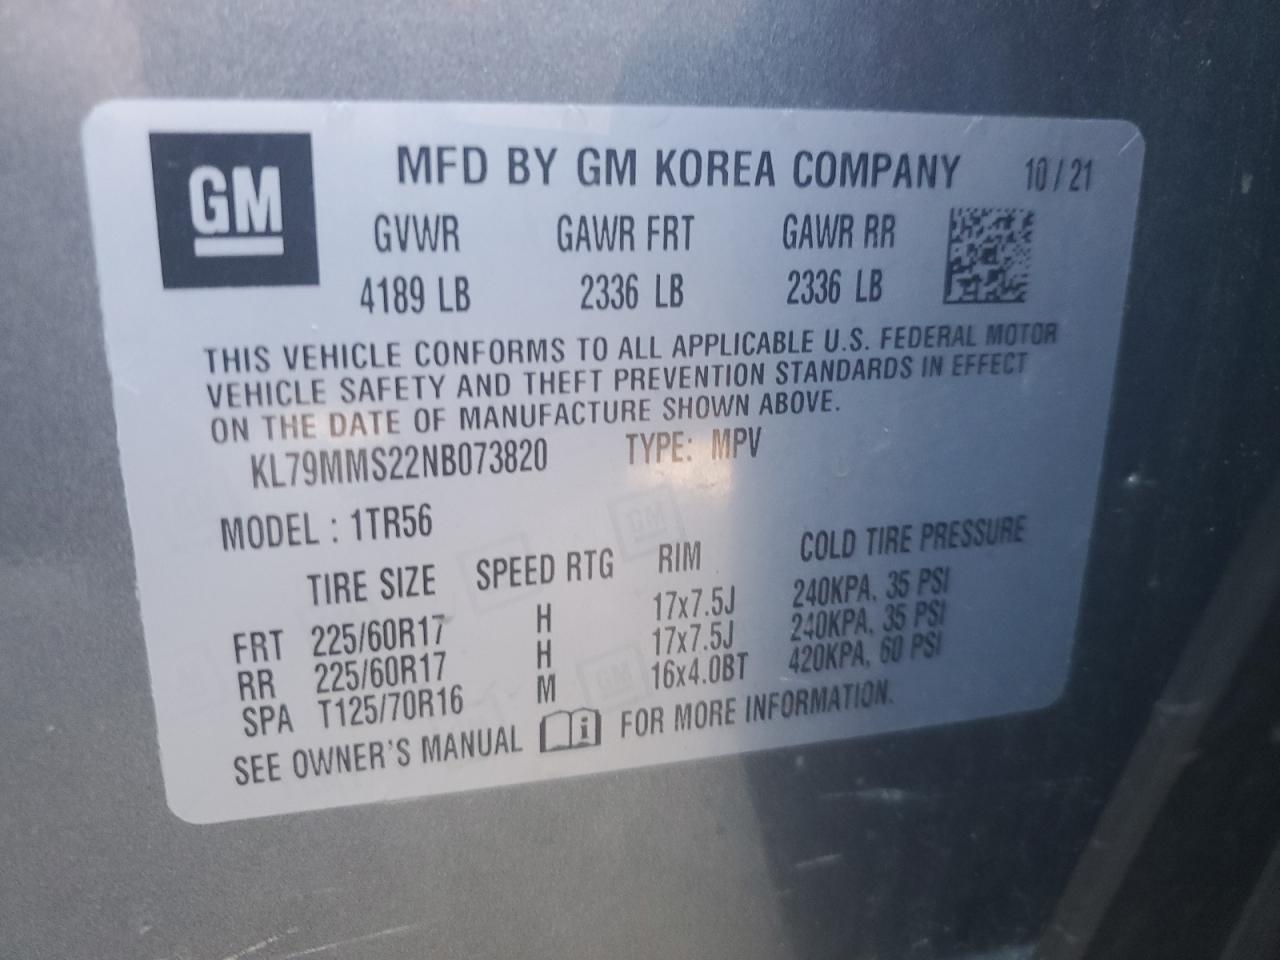 GM
MFD BY GM KOREA COMPANY 10/21
GVWR GAWR FRT GAWR RR
4189 LB 2336 LB 2336 LB
THIS VEHICLE CONFORMS TO ALL APPLICABLE U.S. FEDERAL MOTOR
VEHICLE SAFETY AND THEFT PREVENTION STANDARDS IN EFFECT
ON THE DATE OF MANUFACTURE SHOWN ABOVE.
KL79MMS22NB073820 TYPE: MPV
MODEL : 1TR56
TIRE SIZE SPEED RTG RIM COLD TIRE PRESSURE
FRT 225/60R17 H 17x7.5J 240KPA, 35 PSI
RR 225/60R17 H 17x7.5J 240KPA, 35 PSI
SPA T125/70R16 M 16x4.0BT 420KPA, 60 PSI
SEE OWNER'S MANUAL i FOR MORE INFORMATION.